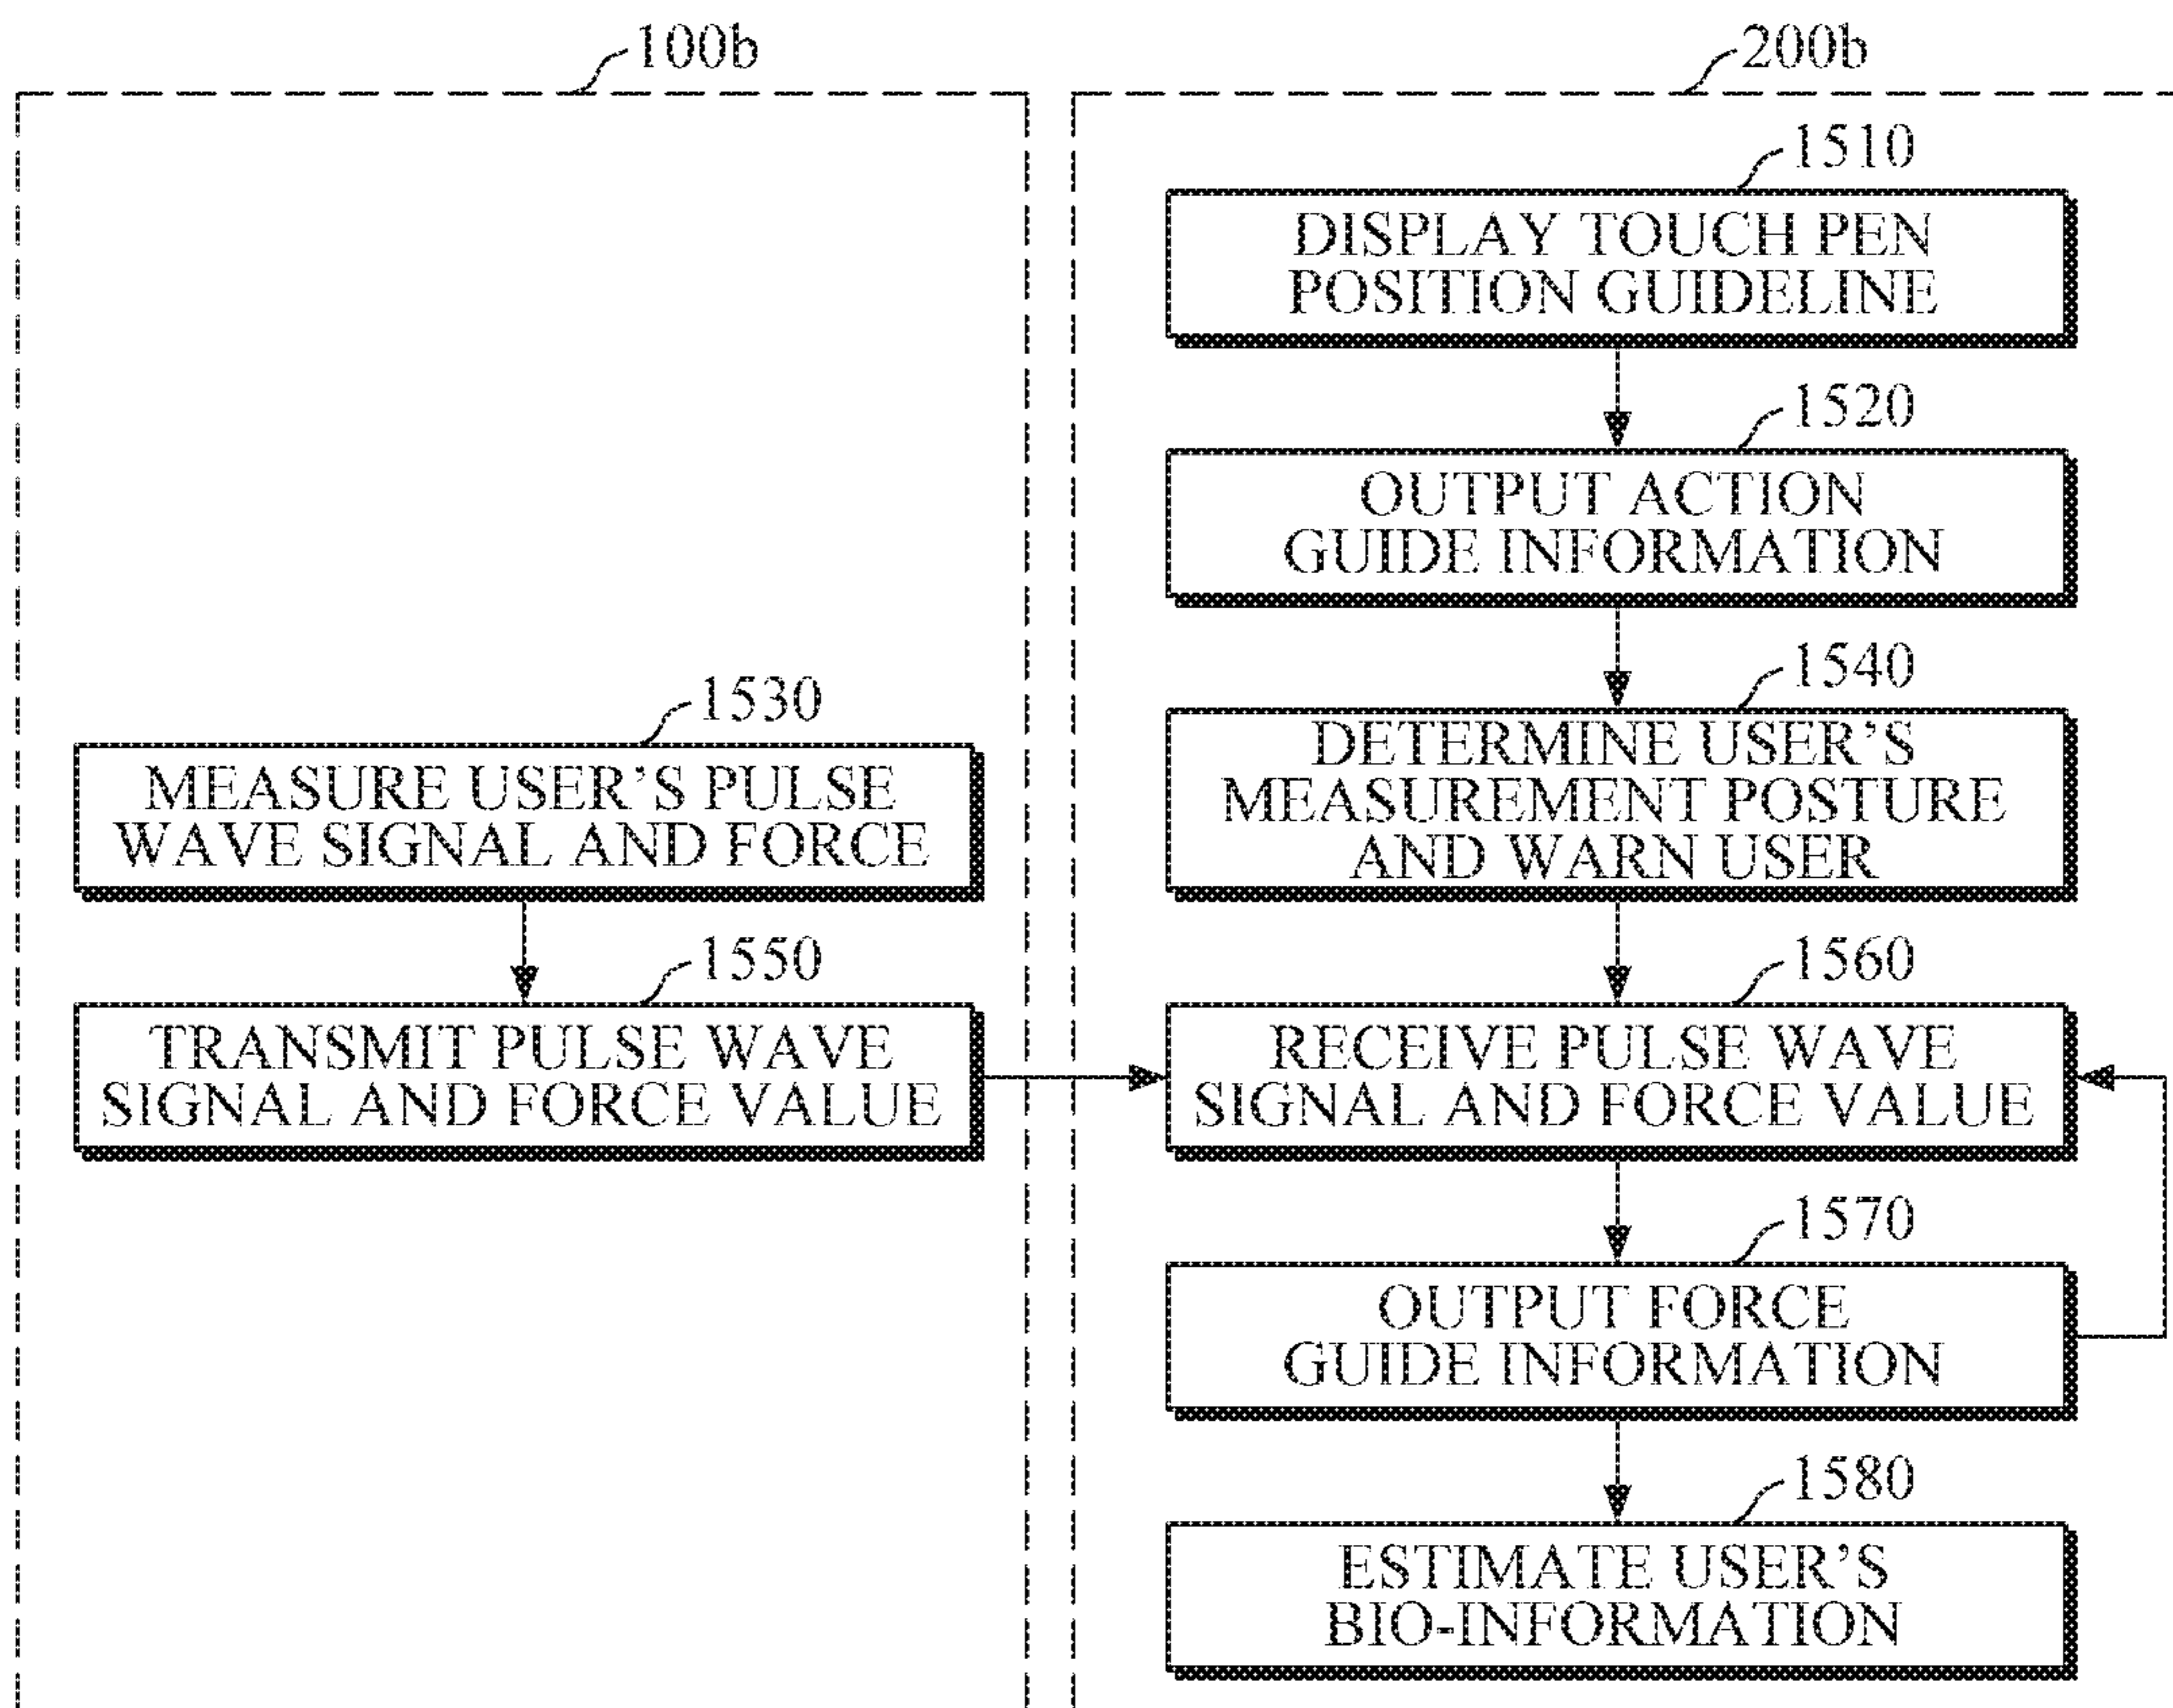 100b
200b
1510
DISPLAY TOUCH PEN
POSITION GUIDELINE
1520
OUTPUT ACTION
GUIDE INFORMATION
1530
MEASURE USER'S PULSE
WAVE SIGNAL AND FORCE
1540
DETERMINE USER'S
MEASUREMENT POSTURE
AND WARN USER
1550
TRANSMIT PULSE WAVE
SIGNAL AND FORCE VALUE
1560
RECEIVE PULSE WAVE
SIGNAL AND FORCE VALUE
1570
OUTPUT FORCE
GUIDE INFORMATION
1580
ESTIMATE USER'S
BIO-INFORMATION